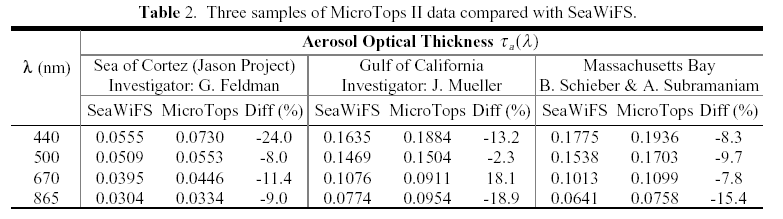 Table 2. Three samples of MicroTops II data compared with SeaWiFS.
Aerosol Optical Thickness τa(λ)
λ (nm) Sea of Cortez (Jason Project) Gulf of California Massachusetts Bay
Investigator: G. Feldman Investigator: J. Mueller B. Schieber & A. Subramaniam
SeaWiFS MicroTops Diff (%) SeaWiFS MicroTops Diff (%) SeaWiFS MicroTops Diff (%)
440 0.0555 0.0730 -24.0 0.1635 0.1884 -13.2 0.1775 0.1936 -8.3
500 0.0509 0.0553 -8.0 0.1469 0.1504 -2.3 0.1538 0.1703 -9.7
670 0.0395 0.0446 -11.4 0.1076 0.0911 18.1 0.1013 0.1099 -7.8
865 0.0304 0.0334 -9.0 0.0774 0.0954 -18.9 0.0641 0.0758 -15.4